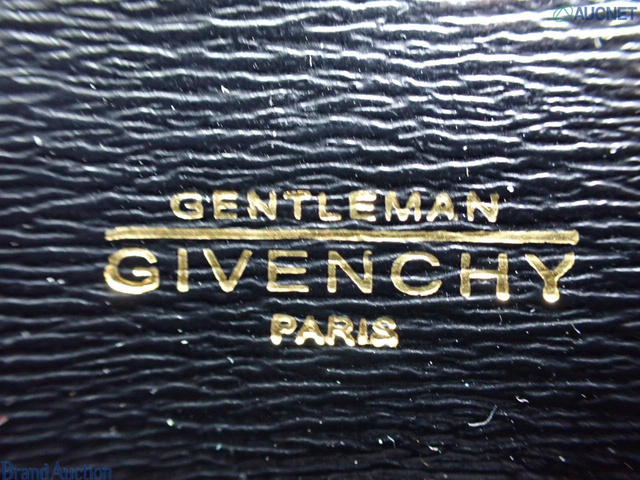 AUCNET
GENTLEMAN
GIVENCHY
PARIS
Brand Auction